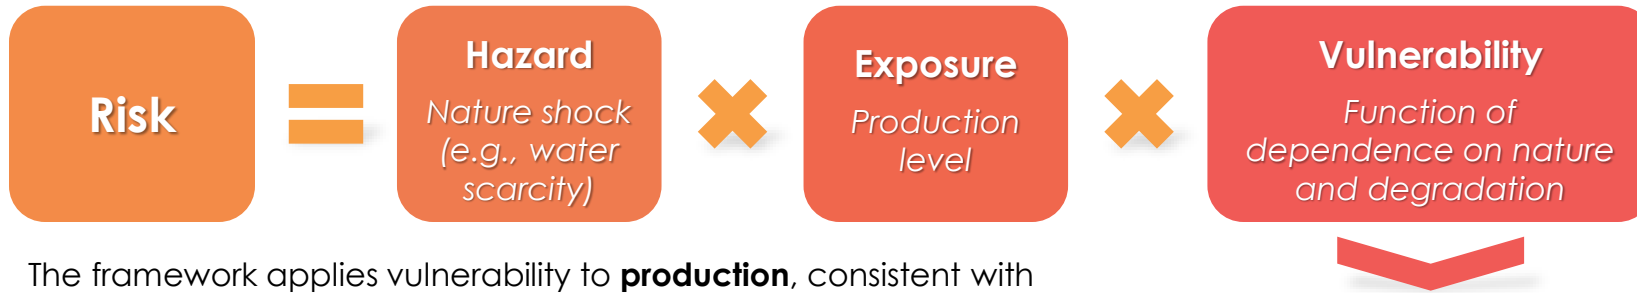 Risk
Hazard
Nature shock
(e.g., water
scarcity)
Exposure
Production
level
Vulnerability
Function of
dependence on nature
and degradation
The framework applies vulnerability to production, consistent with